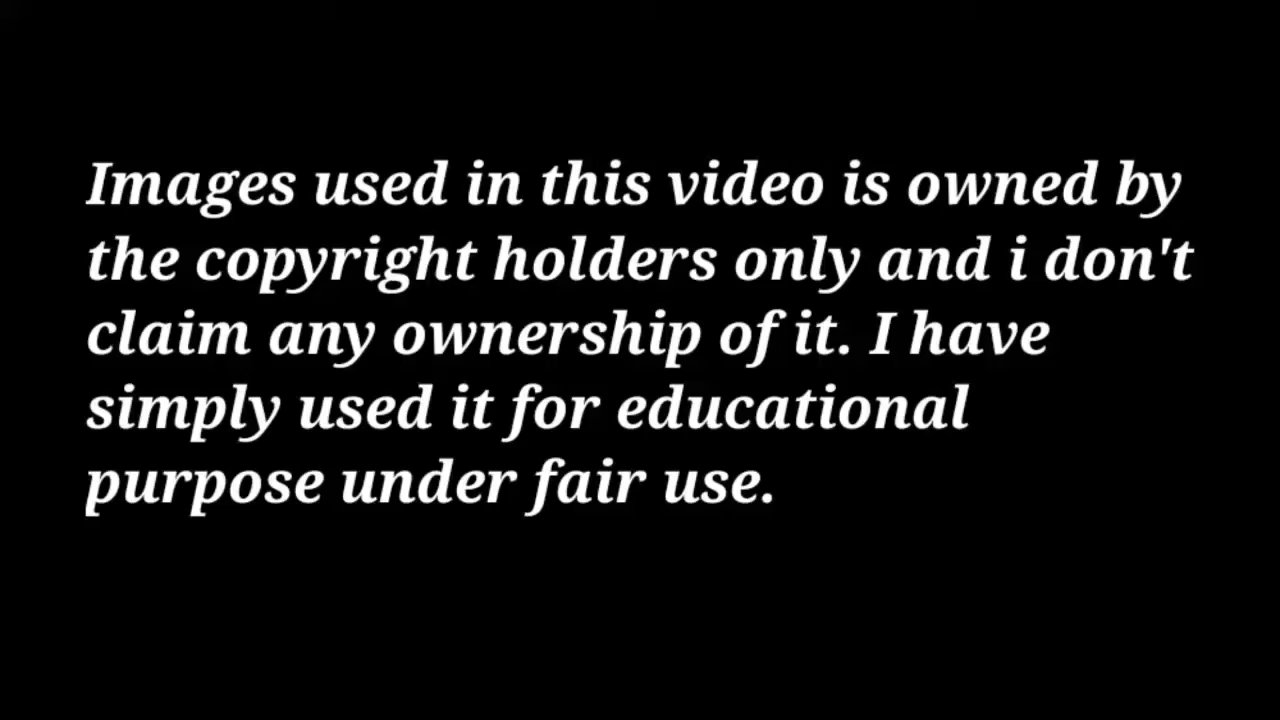 Images used in this video is owned by
the copyright holders only and i don't
claim any ownership of it. I have
simply used it for educational
purpose under fair use.